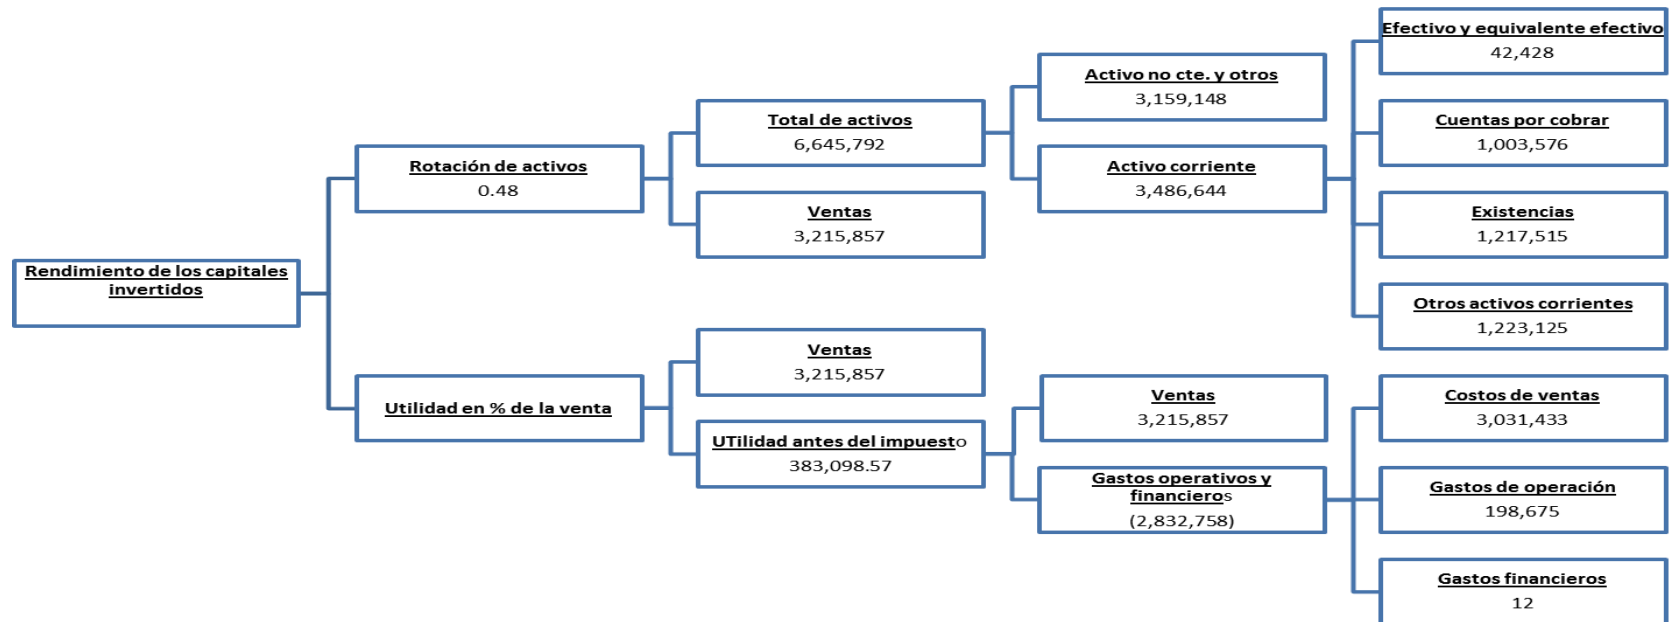 Rendimiento de los capitales
invertidos
Rotación de activos
0.48
Utilidad en % de la venta
Total de activos
6,645,792
Ventas
3,215,857
Ventas
3,215,857
UTilidad antes del impuesto
383,098.57
Activo no cte. y otros
3,159,148
Activo corriente
3,486,644
Ventas
3,215,857
Gastos operativos y
financieros
(2,832,758)
Efectivo y equivalente efectivo
42,428
Cuentas por cobrar
1,003,576
Existencias
1,217,515
Otros activos corrientes
1,223,125
Costos de ventas
3,031,433
Gastos de operación
198,675
Gastos financieros
12